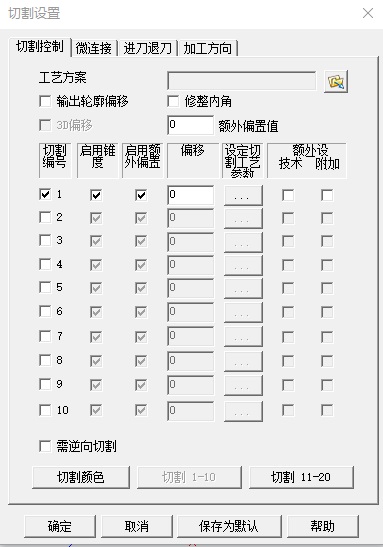 切割设置
切割控制 微连接 进刀退刀 加工方向
工艺方案
输出轮廓偏移 修整内角
3D偏移 0 额外偏置值
切割编号 启用锥度 启用额外偏置 偏移 设定切割工艺参数 额外设 技术 附加
1 0 ...
2 0 ...
3 0 ...
4 0 ...
5 0 ...
6 0 ...
7 0 ...
8 0 ...
9 0 ...
10 0 ...
需逆向切割
切割颜色 切割 1-10 切割 11-20
确定 取消 保存为默认 帮助